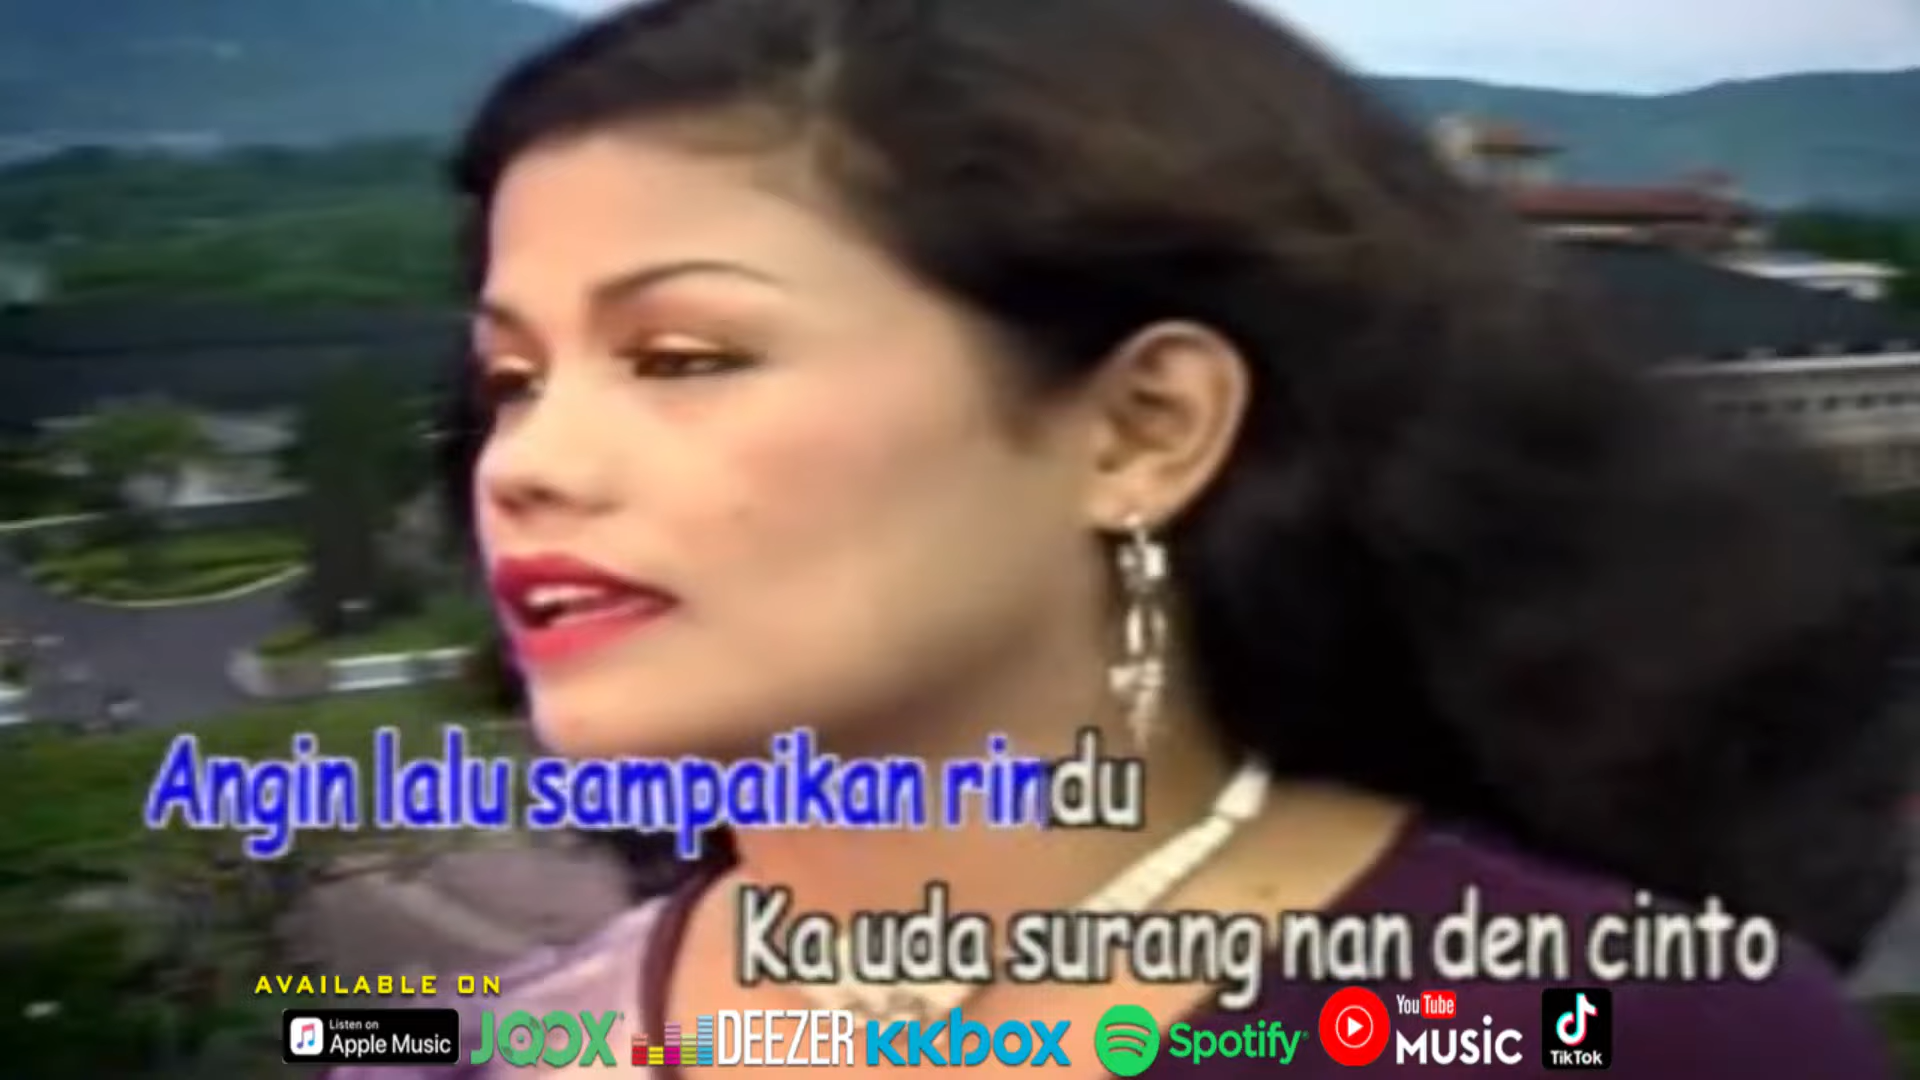 Angin lalu sampaikan rindu
Ka uda surang nan den cinto
AVAILABLE ON
Listen on
Apple Music
JOOX
DEEZER
KKBOX
Spotify
YouTube
MUSIC
TikTok